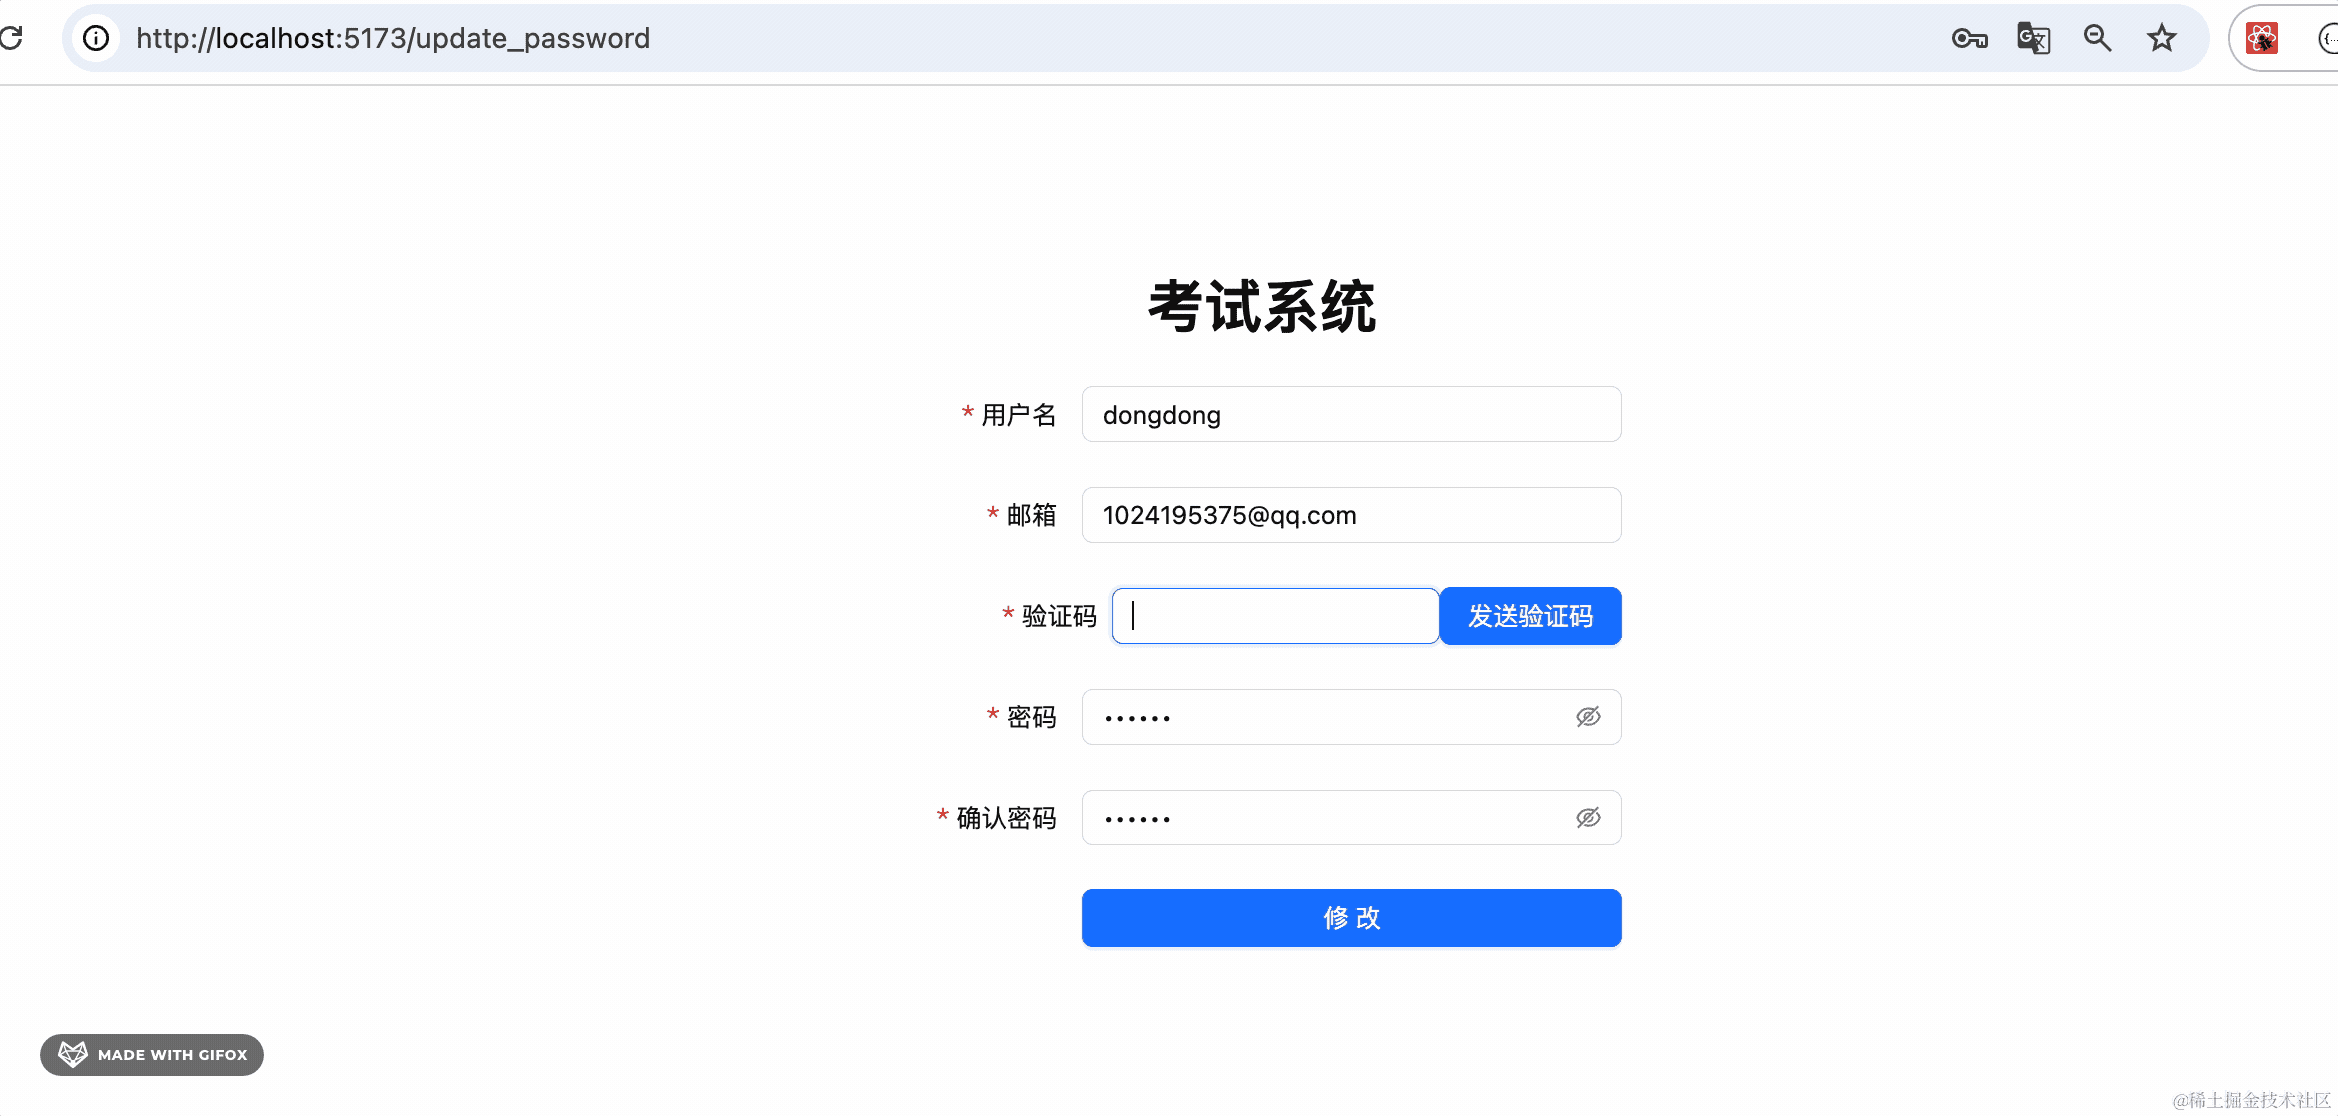 http://localhost:5173/update_password
考试系统
* 用户名 dongdong
* 邮箱 1024195375@qq.com
* 验证码 发送验证码
* 密码 ••••••
* 确认密码 ••••••
修 改
MADE WITH GIFOX
@稀土掘金技术社区